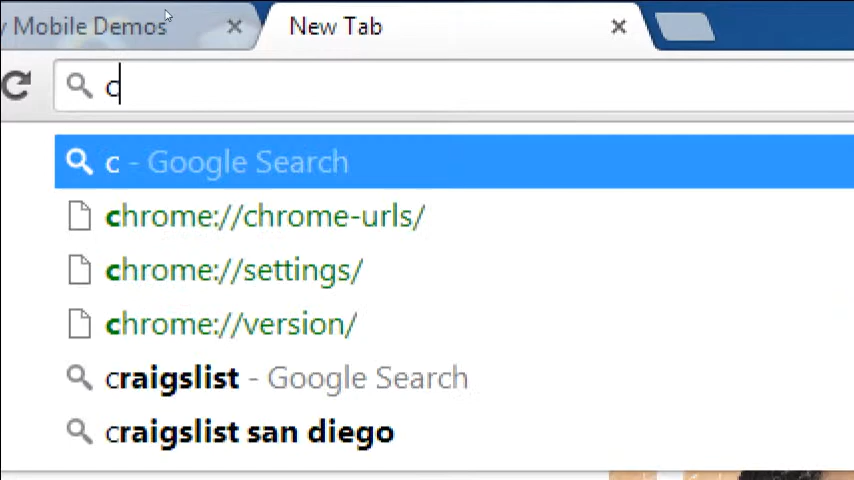 y Mobile Demos New Tab
c
c - Google Search
chrome://chrome-urls/
chrome://settings/
chrome://version/
craigslist - Google Search
craigslist san diego